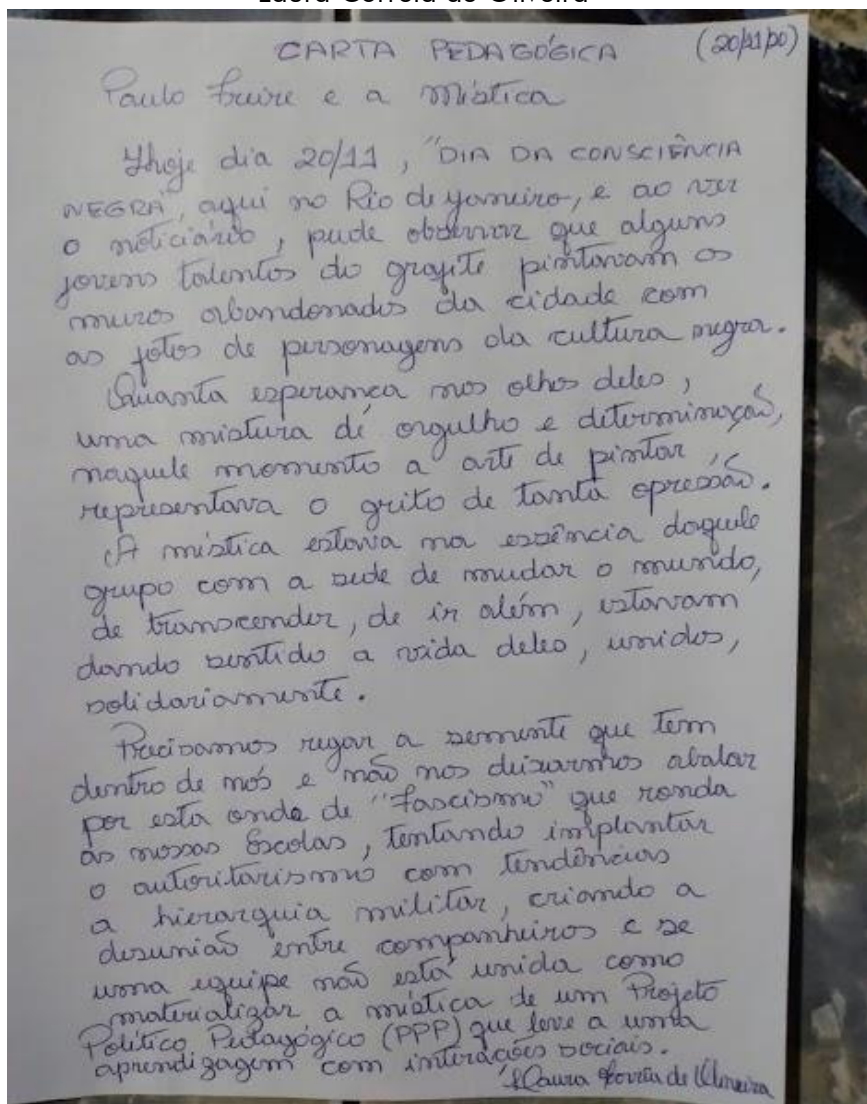 Laura Correia de Oliveira
CARTA PEDAGÓGICA (20/11/20)
Paulo Freire e a Mística
Hoje dia 20/11, "DIA DA CONSCIÊNCIA
NEGRA", aqui no Rio de Janeiro, e ao ver
o noticiário, pude observar que alguns
jovens talentos do grafite pintavam os
muros abandonados da cidade com
as fotos de personagens da cultura negra.
Quanta esperança nos olhos deles,
uma mistura de orgulho e determinação,
naquele momento a arte de pintar,
representava o grito de tanta opressão.
A mística estava na essência daquele
grupo com a sede de mudar o mundo,
de transcender, de ir além, estavam
dando sentido a vida deles, unidos,
solidariamente.
Precisamos regar a semente que tem
dentro de nós e não nos deixarmos abalar
por esta onda de "fascismo" que ronda
as nossas Escolas, tentando implantar
o autoritarismo com tendências
a hierarquia militar, criando a
desunião entre companheiros e se
uma equipe não está unida como
materializar a mística de um Projeto
Político Pedagógico (PPP) que leve a uma
aprendizagem com interações sociais.
Laura Correia de Oliveira